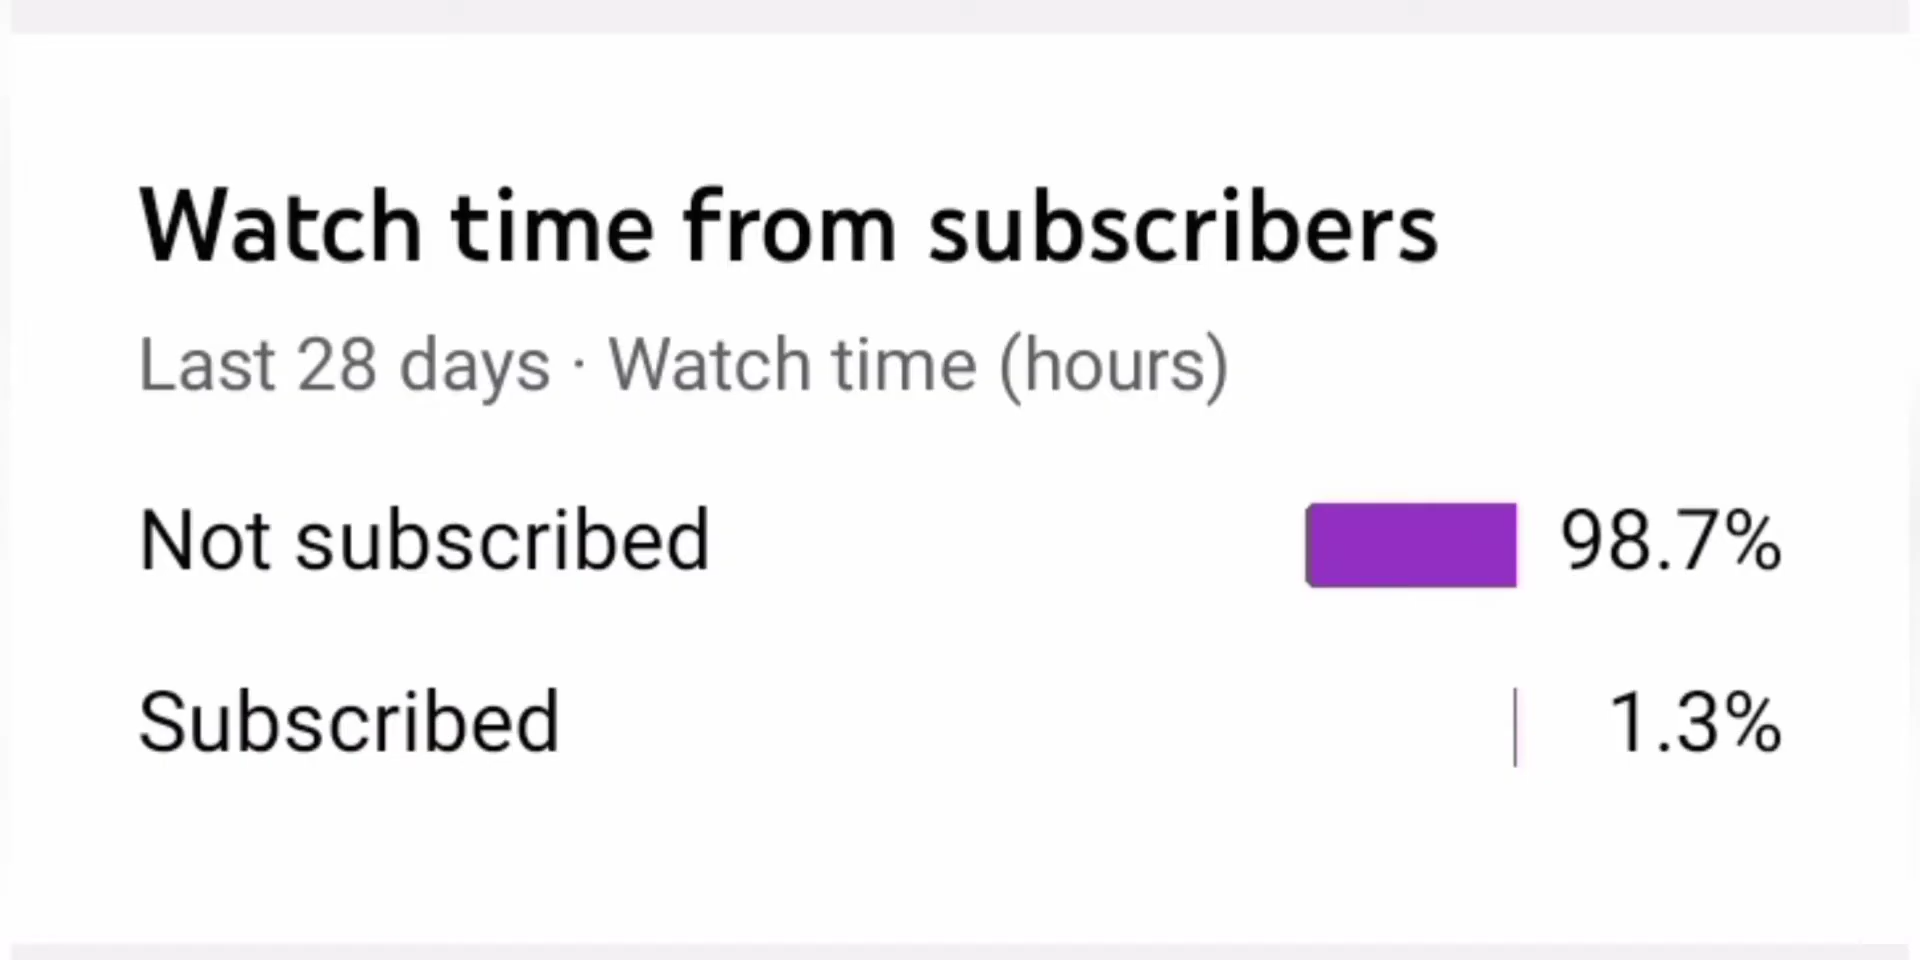 Watch time from subscribers
Last 28 days · Watch time (hours)
Not subscribed 98.7%
Subscribed 1.3%